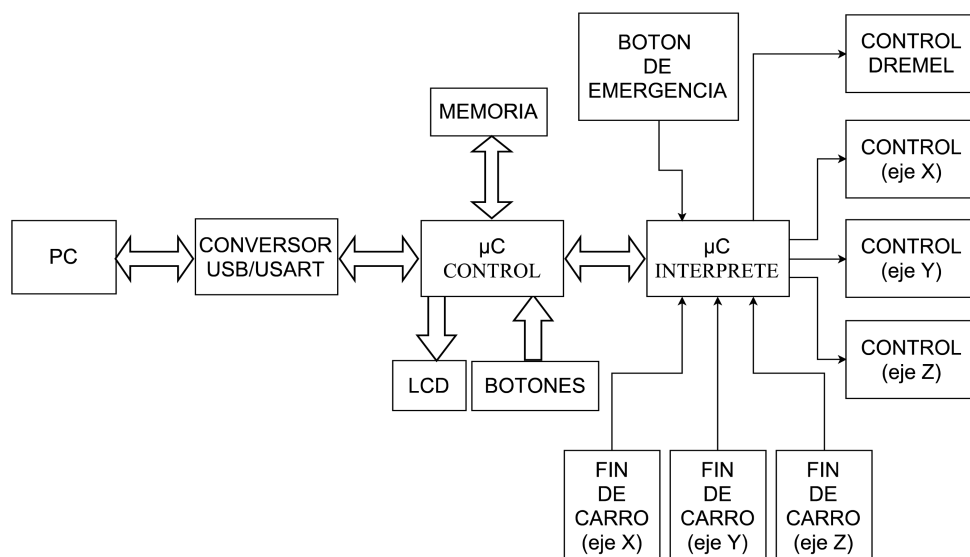 BOTON
DE
EMERGENCIA
CONTROL
DREMEL
MEMORIA
CONTROL
(eje X)
PC
CONVERSOR
USB/USART
µC
CONTROL
µC
INTERPRETE
CONTROL
(eje Y)
LCD
BOTONES
CONTROL
(eje Z)
FIN
DE
CARRO
(eje X)
FIN
DE
CARRO
(eje Y)
FIN
DE
CARRO
(eje Z)